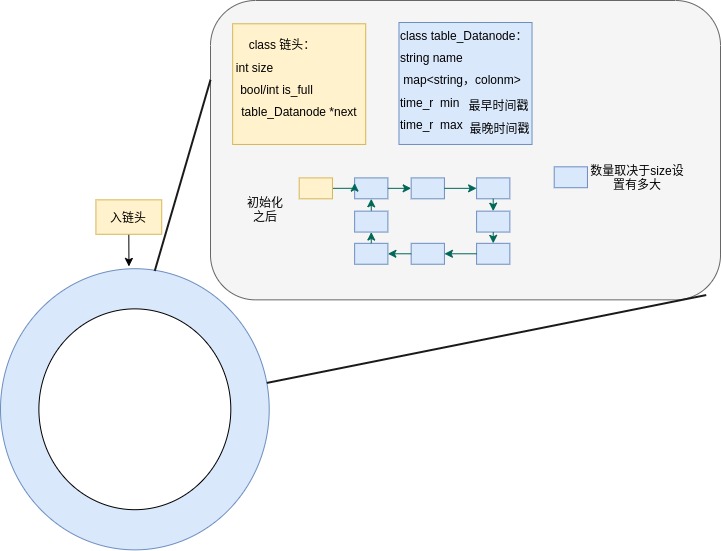 class 链头：
int size
bool/int is_full
table_Datanode *next
class table_Datanode：
string name
map<string，colonm>
time_r min 最早时间戳
time_r max 最晚时间戳
数量取决于size设
置有多大
初始化
之后
入链头